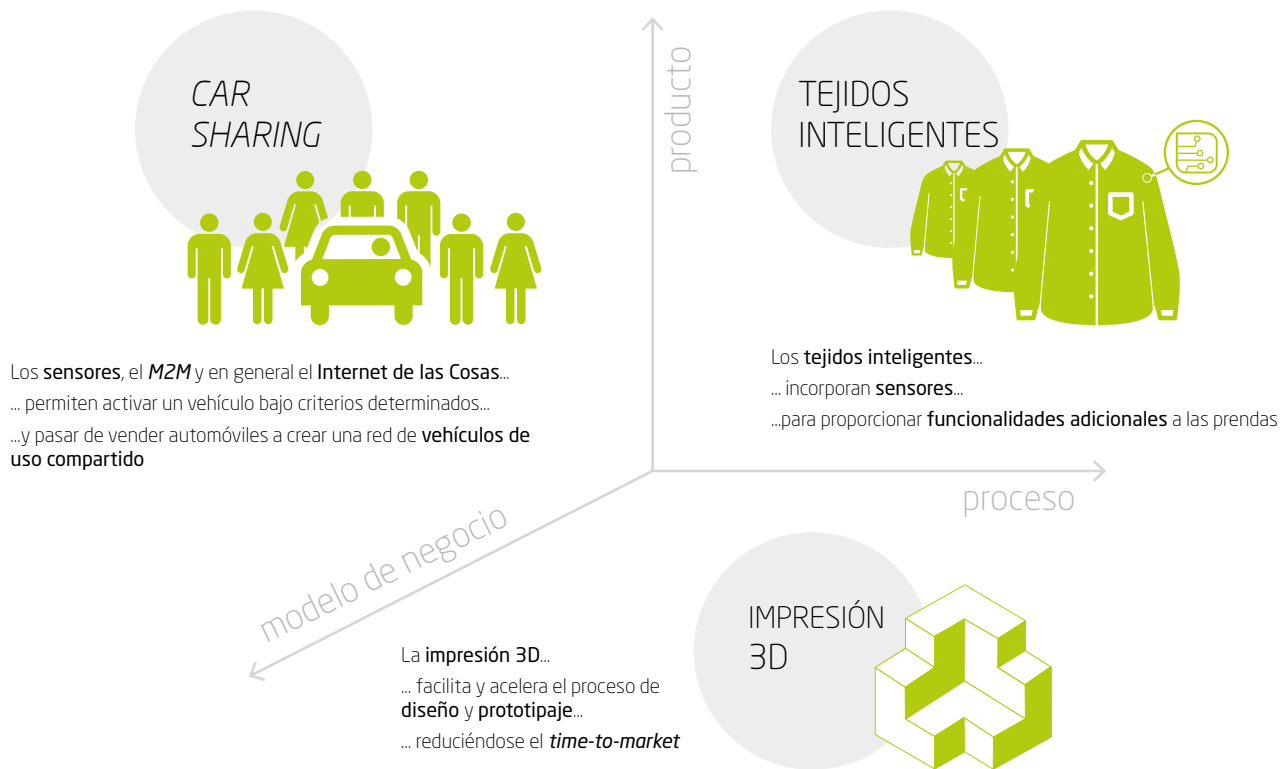 CAR
SHARING
Los sensores, el M2M y en general el Internet de las Cosas...
... permiten activar un vehículo bajo criterios determinados...
...y pasar de vender automóviles a crear una red de vehículos de
uso compartido
producto
TEJIDOS
INTELIGENTES
Los tejidos inteligentes...
... incorporan sensores...
...para proporcionar funcionalidades adicionales a las prendas
proceso
modelo de negocio
IMPRESIÓN
3D
La impresión 3D...
... facilita y acelera el proceso de
diseño y prototipaje...
... reduciéndose el time-to-market